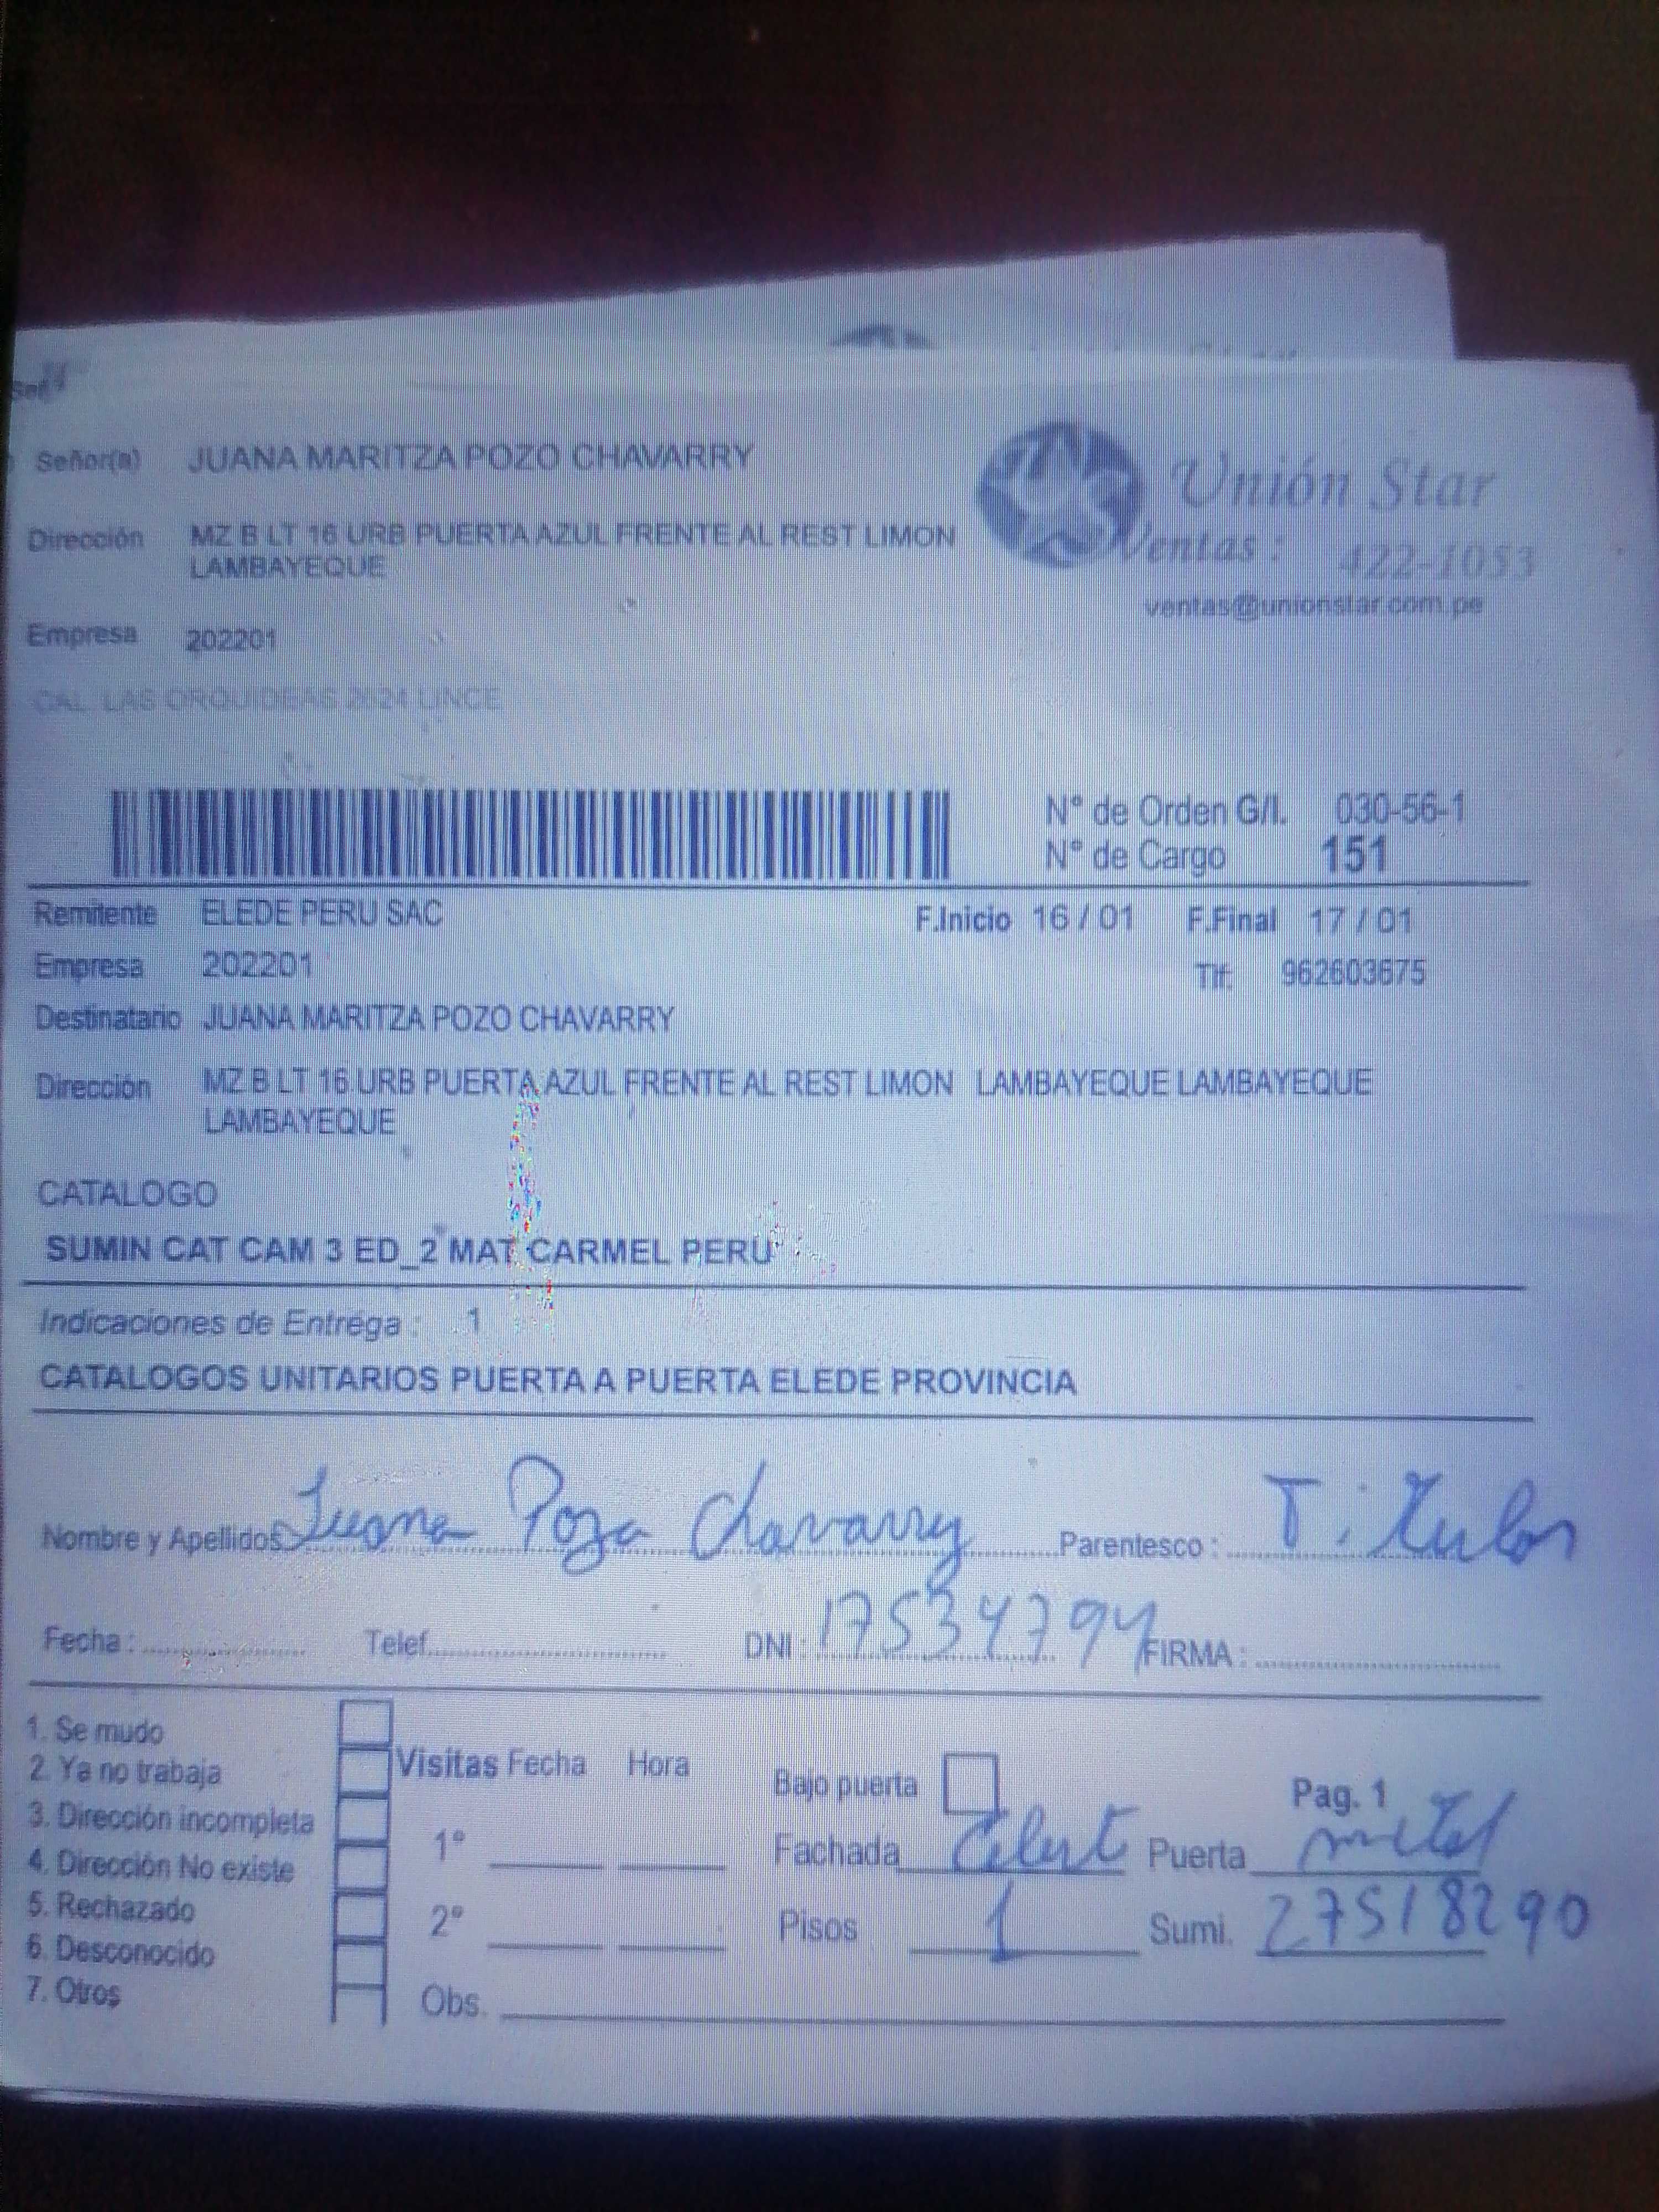 Señor(a) JUANA MARITZA POZO CHAVARRY
Unión Star
Dirección MZ B LT 16 URB PUERTA AZUL FRENTE AL REST LIMON
LAMBAYEQUE
Ventas : 422-1053
ventas@unionstar.com.pe
Empresa 202201
CAL LAS ORQUIDEAS 2624 LINCE
N° de Orden G/I. 030-56-1
N° de Cargo 151
Remitente ELEDE PERU SAC F.Inicio 16 / 01 F.Final 17 / 01
Empresa 202201 Tlf: 962603675
Destinatario JUANA MARITZA POZO CHAVARRY
Dirección MZ B LT 16 URB PUERTA AZUL FRENTE AL REST LIMON LAMBAYEQUE LAMBAYEQUE
LAMBAYEQUE
CATALOGO
SUMIN CAT CAM 3 ED_2 MAT CARMEL PERU
Indicaciones de Entrega : 1
CATALOGOS UNITARIOS PUERTA A PUERTA ELEDE PROVINCIA
Nombre y Apellidos Juana Pozo Chavarry Parentesco : Titular
Fecha : Telef. DNI : 17534794 FIRMA :
1. Se mudo
2. Ya no trabaja
3. Dirección incompleta
4. Dirección No existe
5. Rechazado
6. Desconocido
7. Otros
Visitas Fecha Hora
1°
2°
Obs.
Bajo puerta Pag. 1
Fachada Puerta metal
Pisos 1 Sumi. 27518290